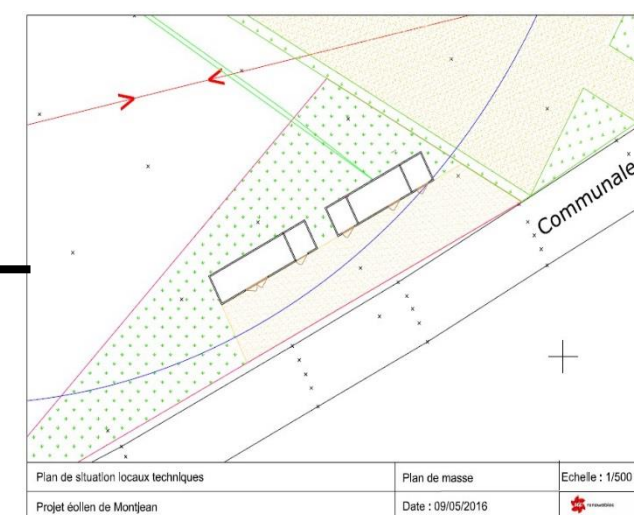 Communale
Plan de situation locaux techniques
Plan de masse
Echelle : 1/500
Projet éolien de Montjean
Date : 09/05/2016